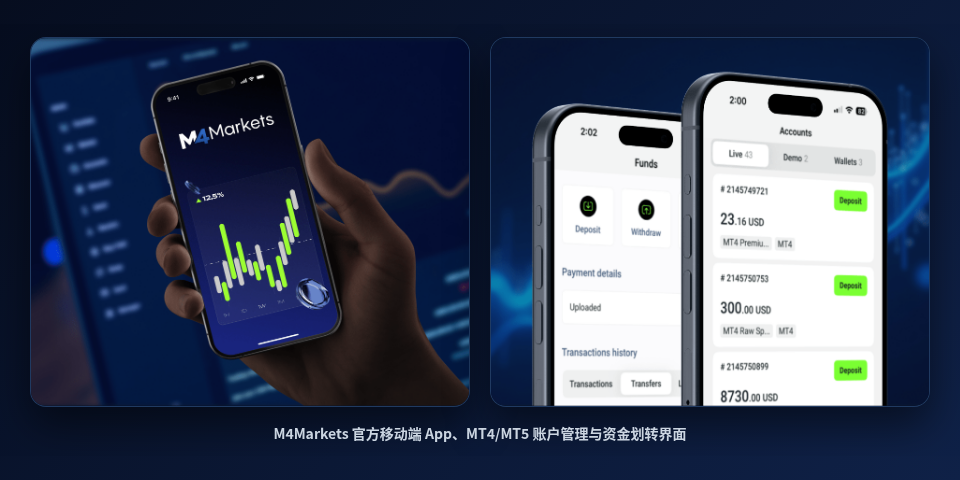 9:41
M4Markets
12,5%
2:02
Funds
Deposit
Withdraw
Payment details
Uploaded
Transactions history
Transactions
Transfers
L
2:00
82
Accounts
Live 43
Demo 2
Wallets 3
# 2145749721
Deposit
23.16 USD
MT4 Premiu...
MT4
# 2145750753
Deposit
300.00 USD
MT4 Raw Sp...
MT4
# 2145750899
Deposit
8730.00 USD
M4Markets 官方移动端 App、MT4/MT5 账户管理与资金划转界面